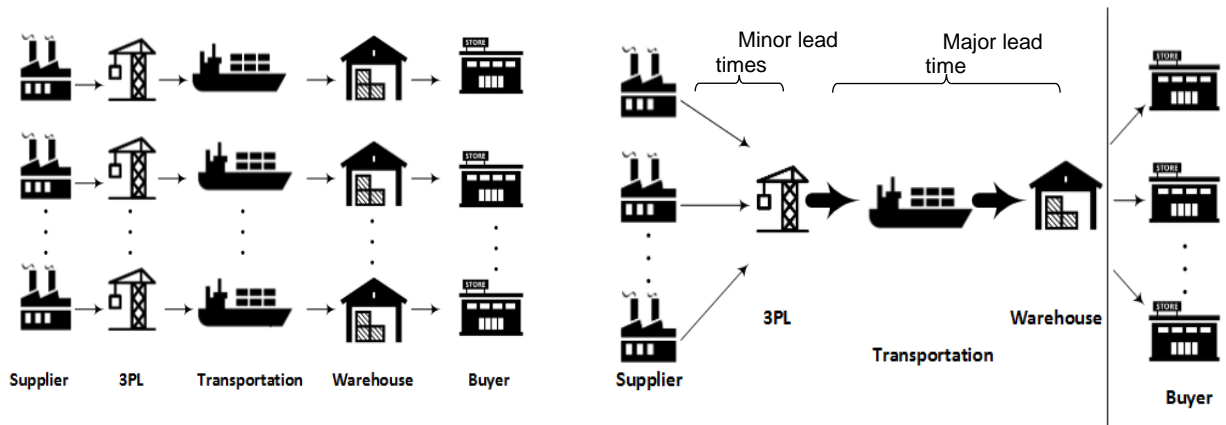 STORE
STORE
STORE
Supplier
3PL
Transportation
Warehouse
Buyer
Minor lead
times
Major lead
time
STORE
STORE
STORE
3PL
Warehouse
Transportation
Supplier
Buyer